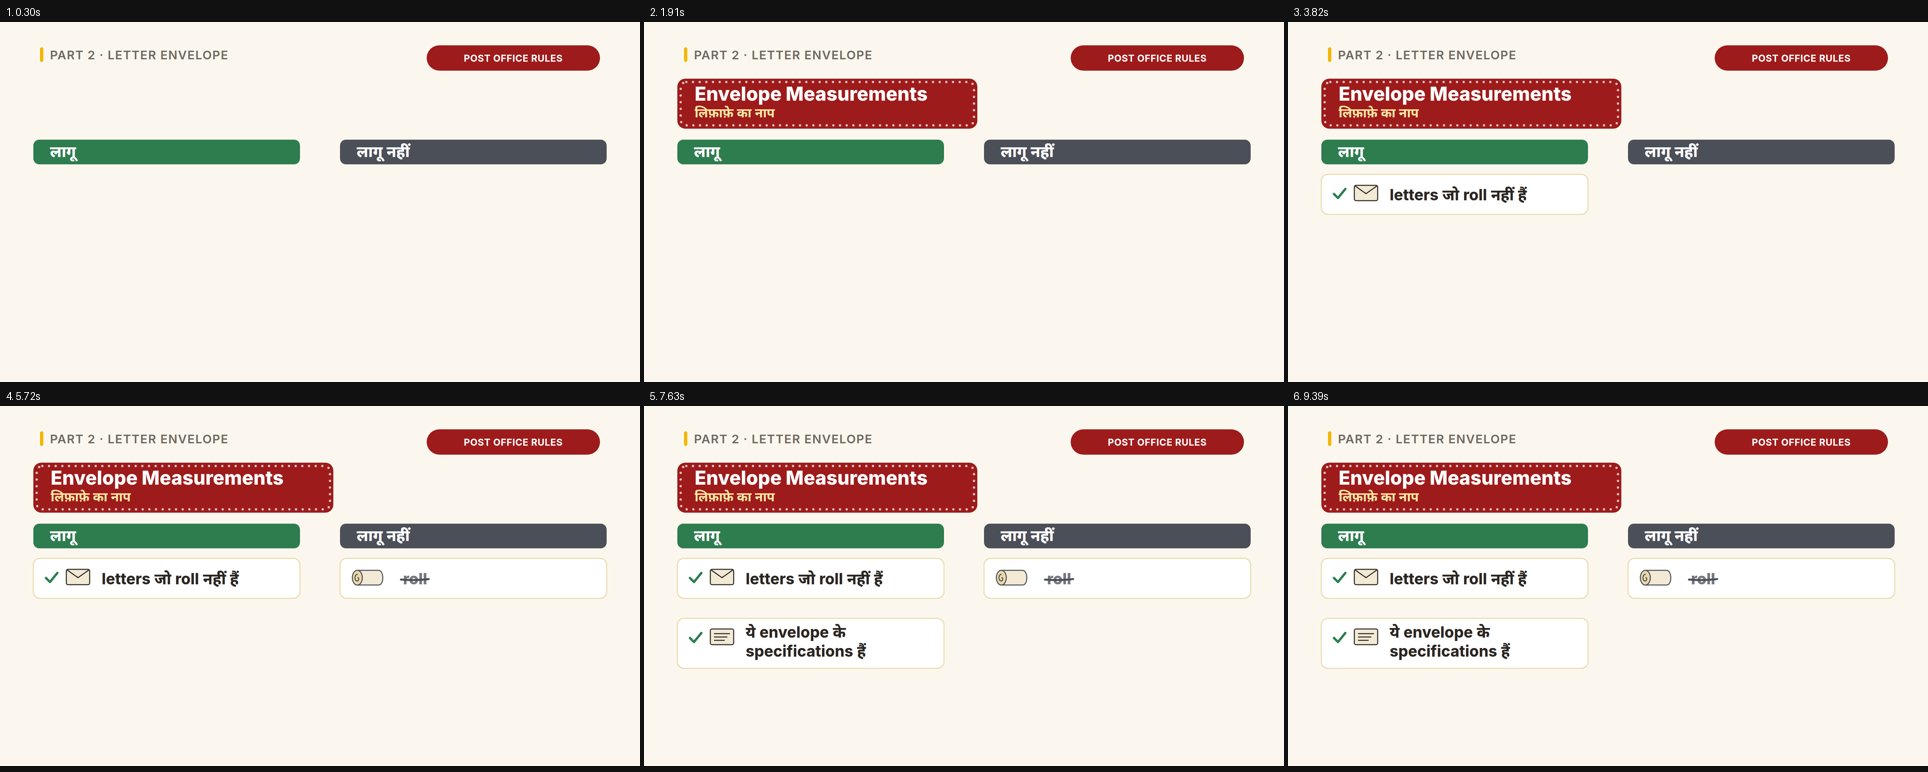 1. 0.30s
PART 2 · LETTER ENVELOPE
POST OFFICE RULES
लागू
लागू नहीं
2. 1.91s
PART 2 · LETTER ENVELOPE
POST OFFICE RULES
Envelope Measurements
लिफ़ाफ़े का नाप
लागू
लागू नहीं
3. 3.82s
PART 2 · LETTER ENVELOPE
POST OFFICE RULES
Envelope Measurements
लिफ़ाफ़े का नाप
लागू
लागू नहीं
letters जो roll नहीं हैं
4. 5.72s
PART 2 · LETTER ENVELOPE
POST OFFICE RULES
Envelope Measurements
लिफ़ाफ़े का नाप
लागू
लागू नहीं
letters जो roll नहीं हैं
roll
5. 7.63s
PART 2 · LETTER ENVELOPE
POST OFFICE RULES
Envelope Measurements
लिफ़ाफ़े का नाप
लागू
लागू नहीं
letters जो roll नहीं हैं
roll
ये envelope के
specifications हैं
6. 9.39s
PART 2 · LETTER ENVELOPE
POST OFFICE RULES
Envelope Measurements
लिफ़ाफ़े का नाप
लागू
लागू नहीं
letters जो roll नहीं हैं
roll
ये envelope के
specifications हैं